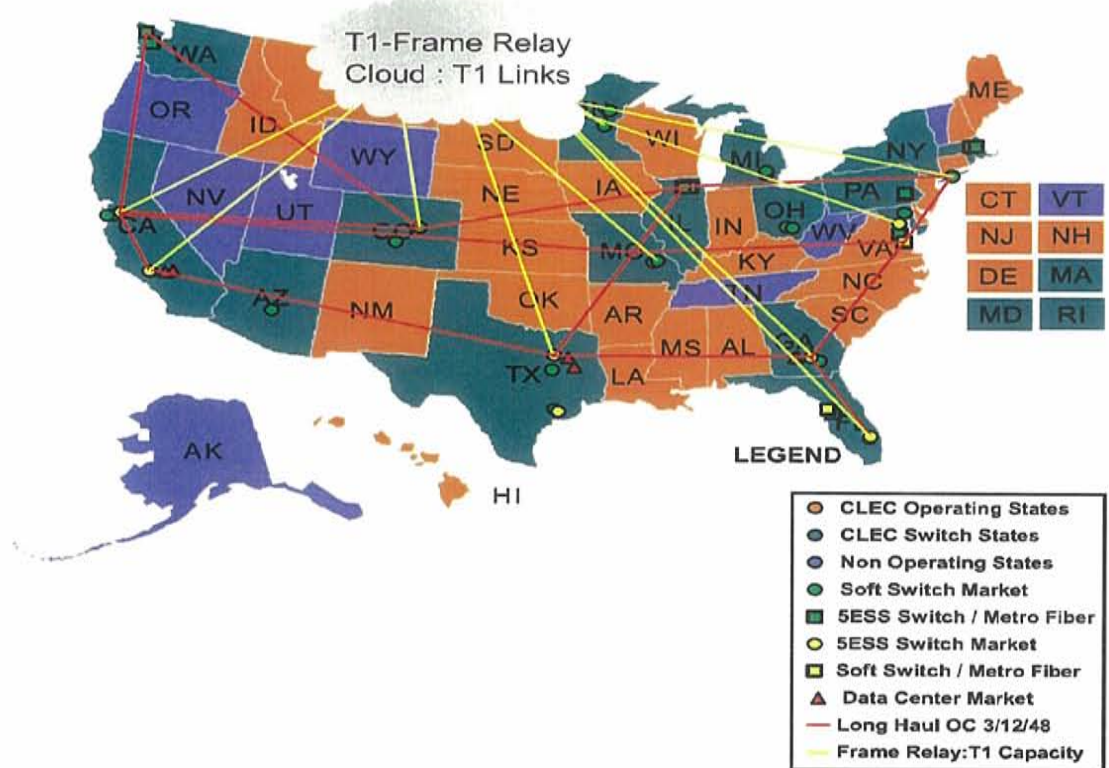 T1-Frame Relay
Cloud : T1 Links
WA
OR
ID
WY
SD
WI
MI
NY
ME
NV
UT
NE
IA
IL
IN
OH
PA
CA
CO
KS
MO
KY
WV
VA
AZ
NM
OK
AR
TN
NC
SC
TX
LA
MS
AL
GA
FL
AK
HI
CT
VT
NJ
NH
DE
MA
MD
RI
LEGEND
CLEC Operating States
CLEC Switch States
Non Operating States
Soft Switch Market
5ESS Switch / Metro Fiber
5ESS Switch Market
Soft Switch / Metro Fiber
Data Center Market
Long Haul OC 3/12/48
Frame Relay:T1 Capacity